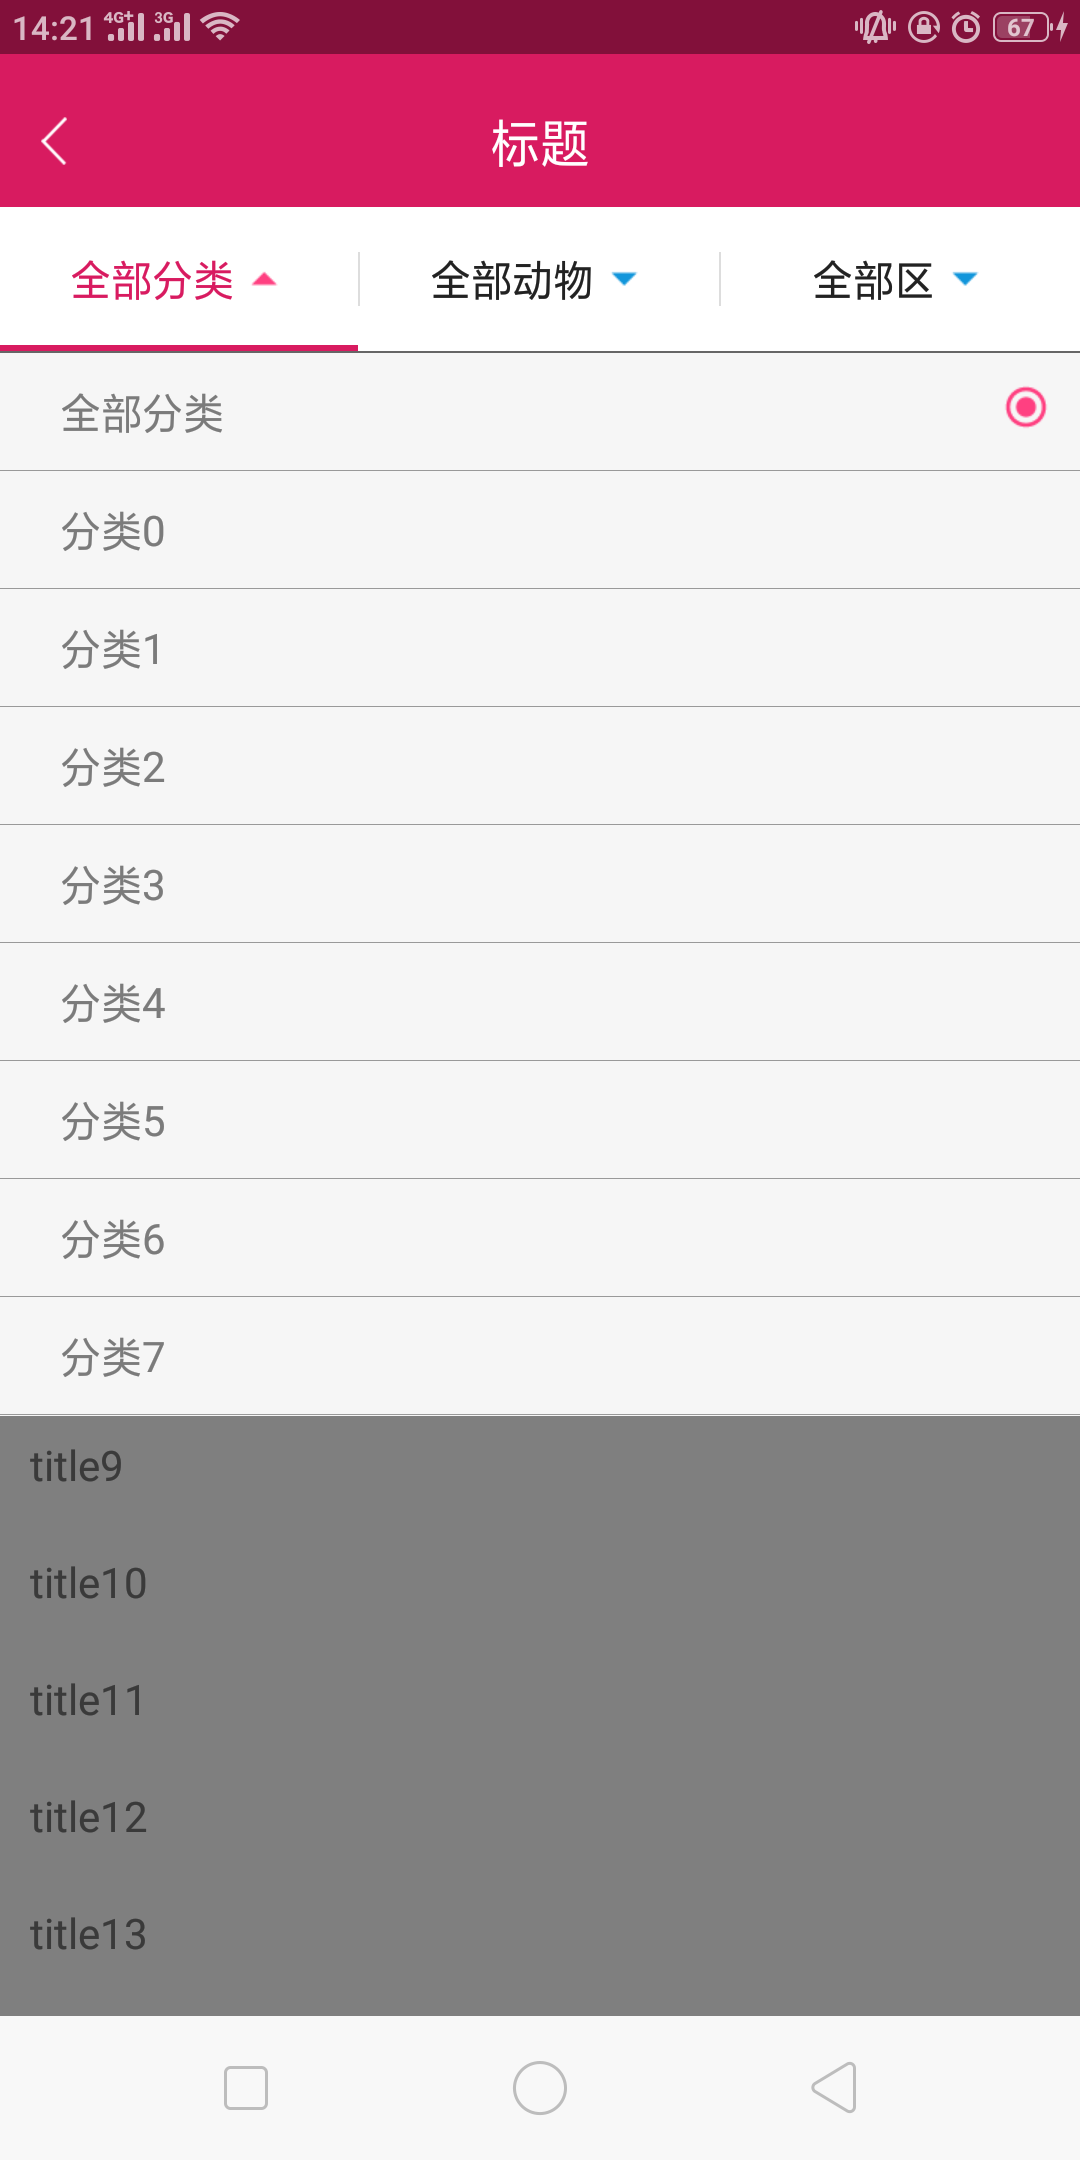 14:21 4G+ 3G 67
标题
全部分类 全部动物 全部区
全部分类
分类0
分类1
分类2
分类3
分类4
分类5
分类6
分类7
title9
title10
title11
title12
title13